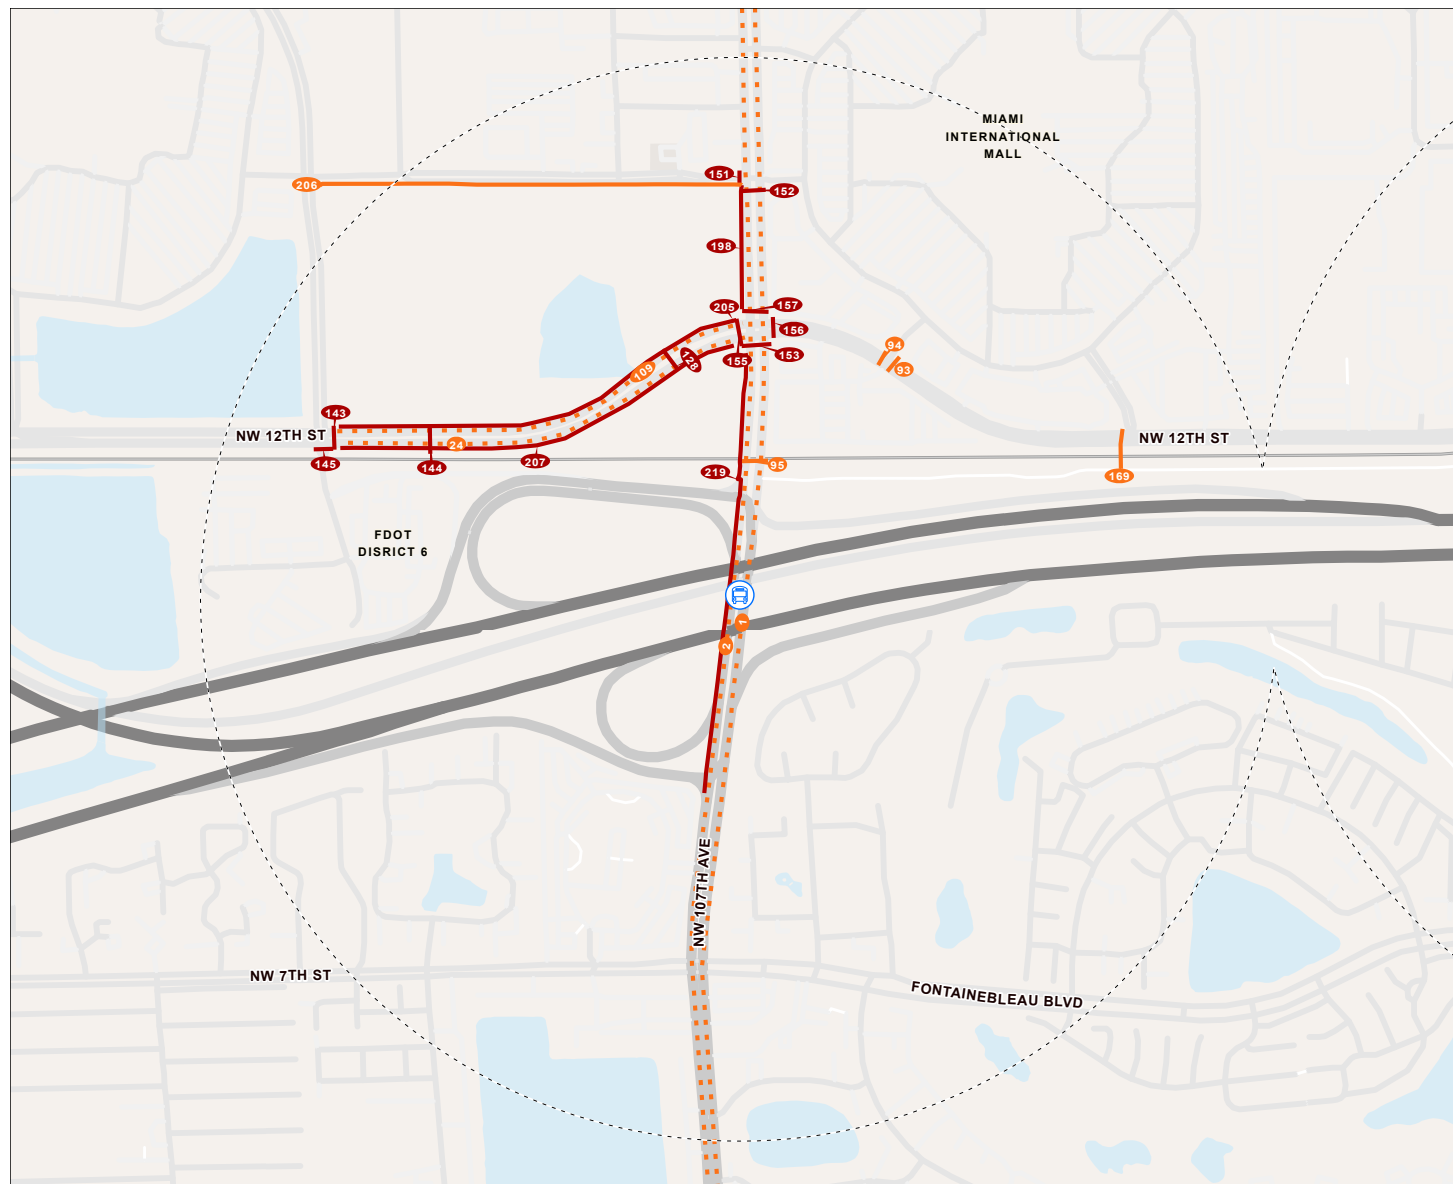 MIAMI
INTERNATIONAL
MALL
151
206
152
198
205
157
156
94
155
153
93
109
128
143
NW 12TH ST
24
NW 12TH ST
145
144
207
219
95
169
FDOT
DISRICT 6
1
2
NW 107TH AVE
NW 7TH ST
FONTAINEBLEAU BLVD